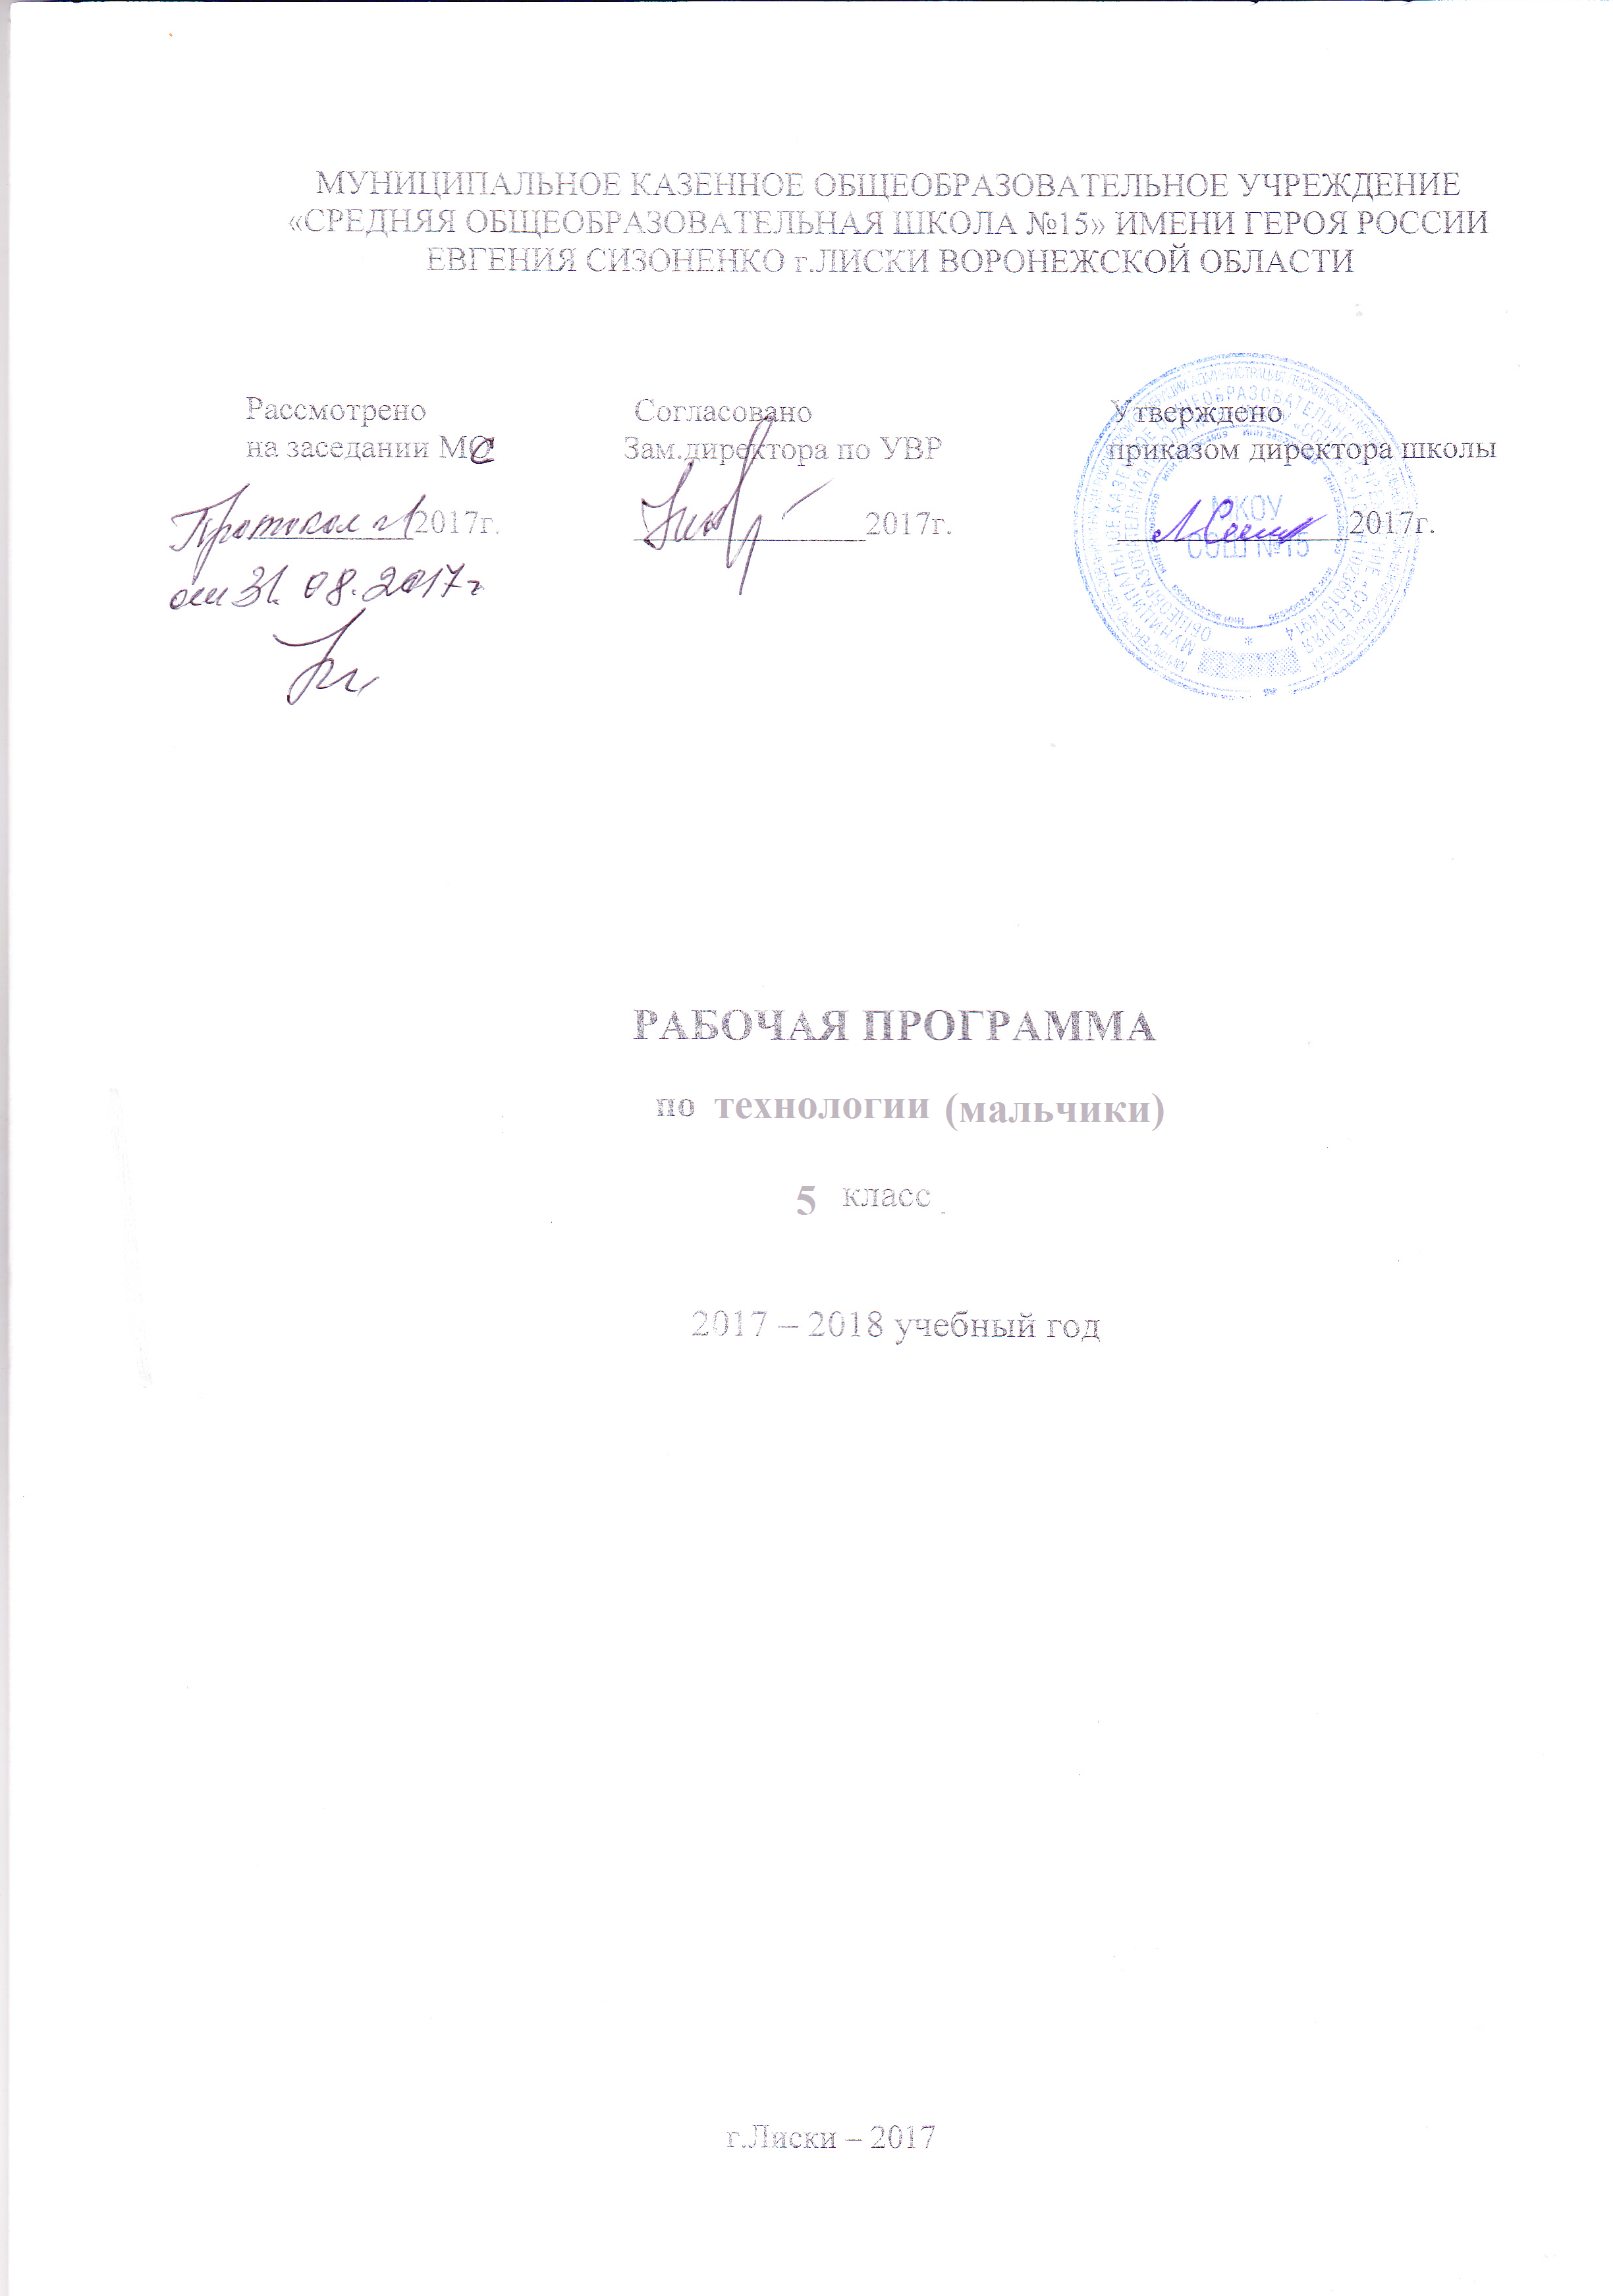 МУНИЦИПАЛЬНОЕ КАЗЕННОЕ ОБЩЕОБРАЗОВАТЕЛЬНОЕ УЧРЕЖДЕНИЕ
«СРЕДНЯЯ ОБЩЕОБРАЗОВАТЕЛЬНАЯ ШКОЛА №15» ИМЕНИ ГЕРОЯ РОССИИ
ЕВГЕНИЯ СИЗОНЕНКО г.ЛИСКИ ВОРОНЕЖСКОЙ ОБЛАСТИ
Рассмотрено
на заседании МС
Протокол №1 2017г.
от 31. 08. 2017г
Согласовано
Зам.директора по УВР
2017г.
Утверждено
приказом директора школы
2017г.
МКОУ
СОШ №15
РАБОЧАЯ ПРОГРАММА
по технологии (мальчики)
5 класс
2017 – 2018 учебный год
г.Лиски – 2017